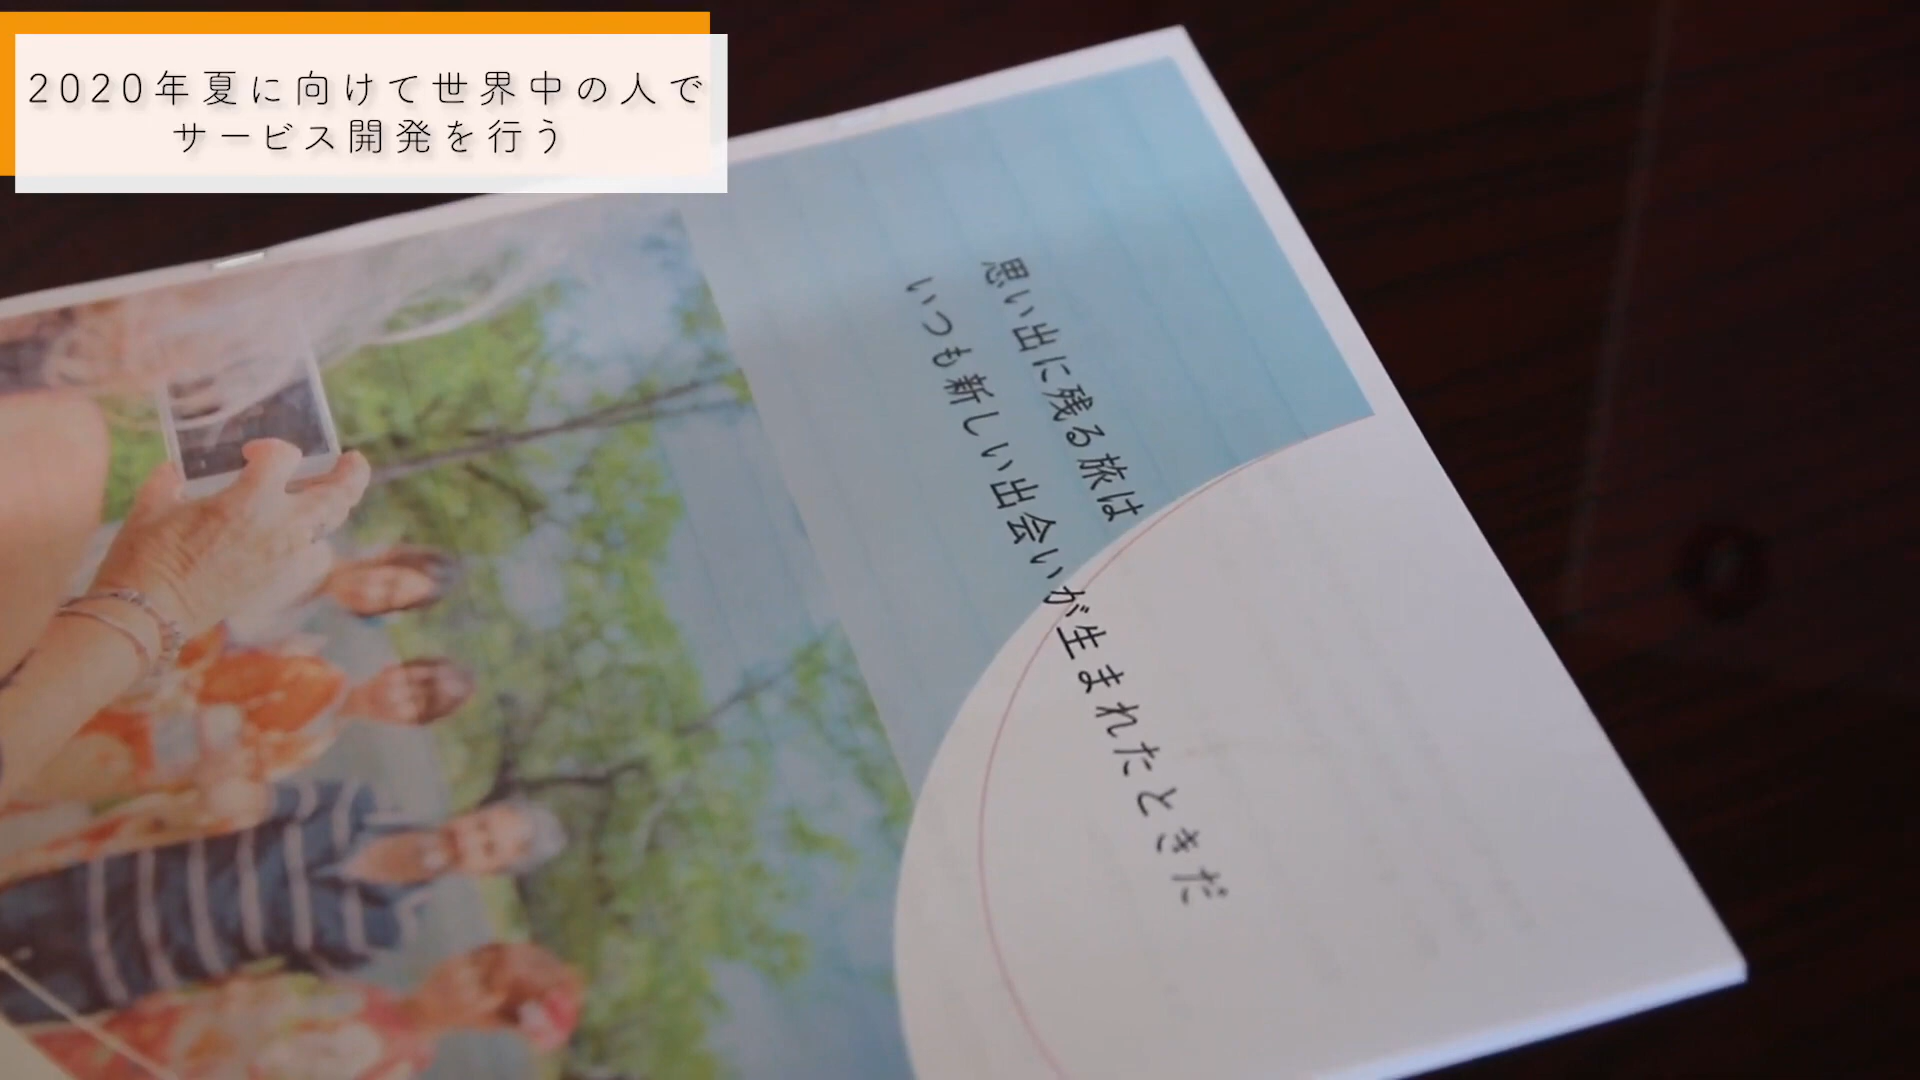 2020年夏に向けて世界中の人で
サービス開発を行う
思い出に残る旅は
いつも新しい出会いが生まれたときだ